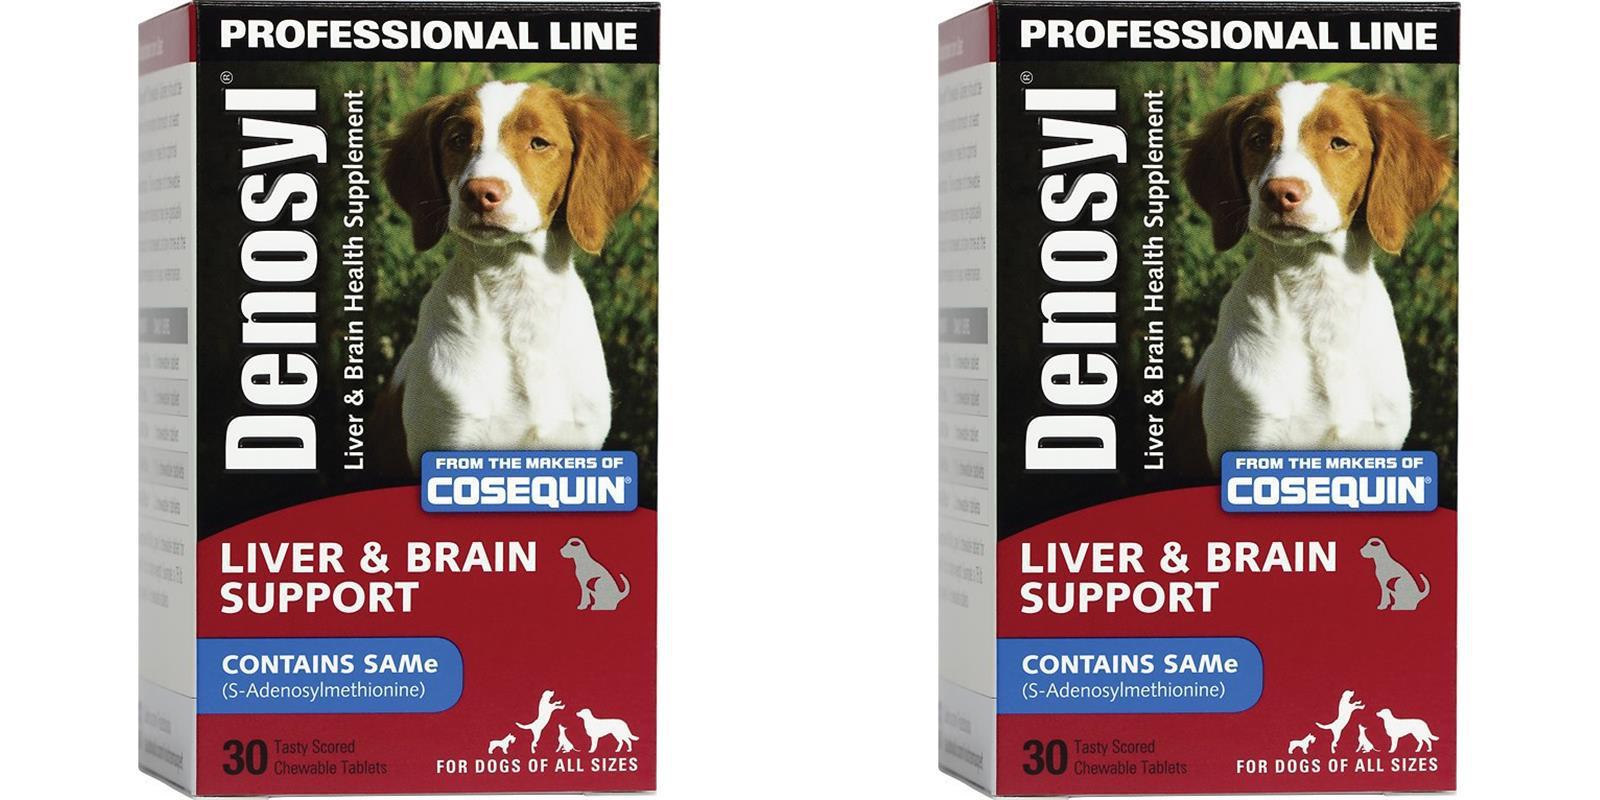 PROFESSIONAL LINE
Denosyl®
Liver & Brain Health Supplement
FROM THE MAKERS OF
COSEQUIN®
LIVER & BRAIN
SUPPORT
CONTAINS SAMe
(S-Adenosylmethionine)
30 Tasty Scored
Chewable Tablets
FOR DOGS OF ALL SIZES
PROFESSIONAL LINE
Denosyl®
Liver & Brain Health Supplement
FROM THE MAKERS OF
COSEQUIN®
LIVER & BRAIN
SUPPORT
CONTAINS SAMe
(S-Adenosylmethionine)
30 Tasty Scored
Chewable Tablets
FOR DOGS OF ALL SIZES